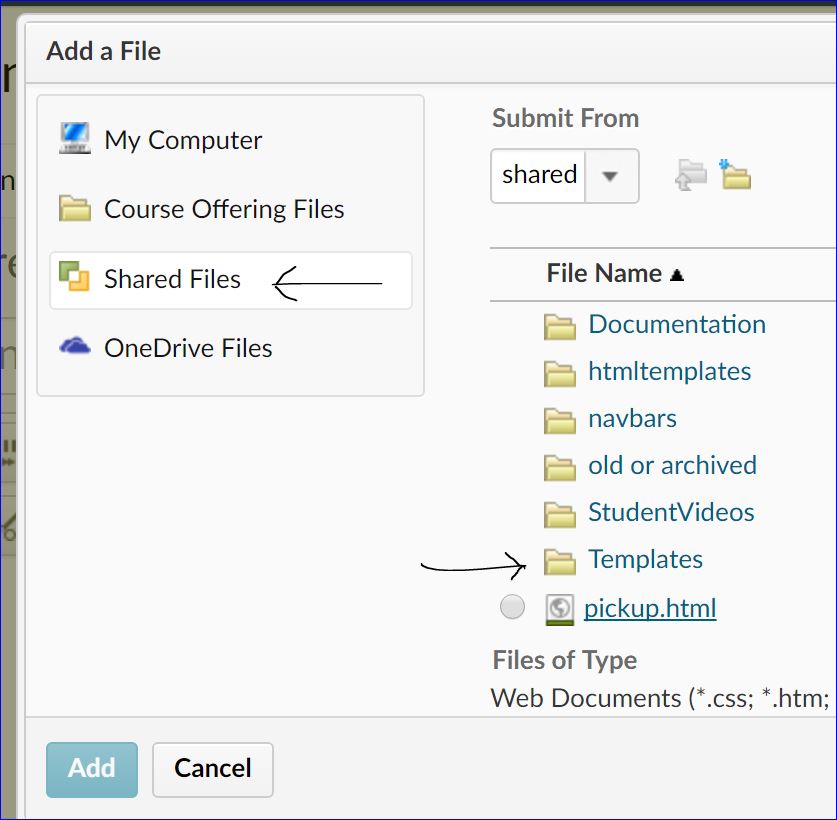 Add a File
My Computer
Course Offering Files
Shared Files
OneDrive Files
Submit From
shared
File Name
Documentation
htmltemplates
navbars
old or archived
StudentVideos
Templates
pickup.html
Files of Type
Web Documents (*.css; *.htm;
Add
Cancel